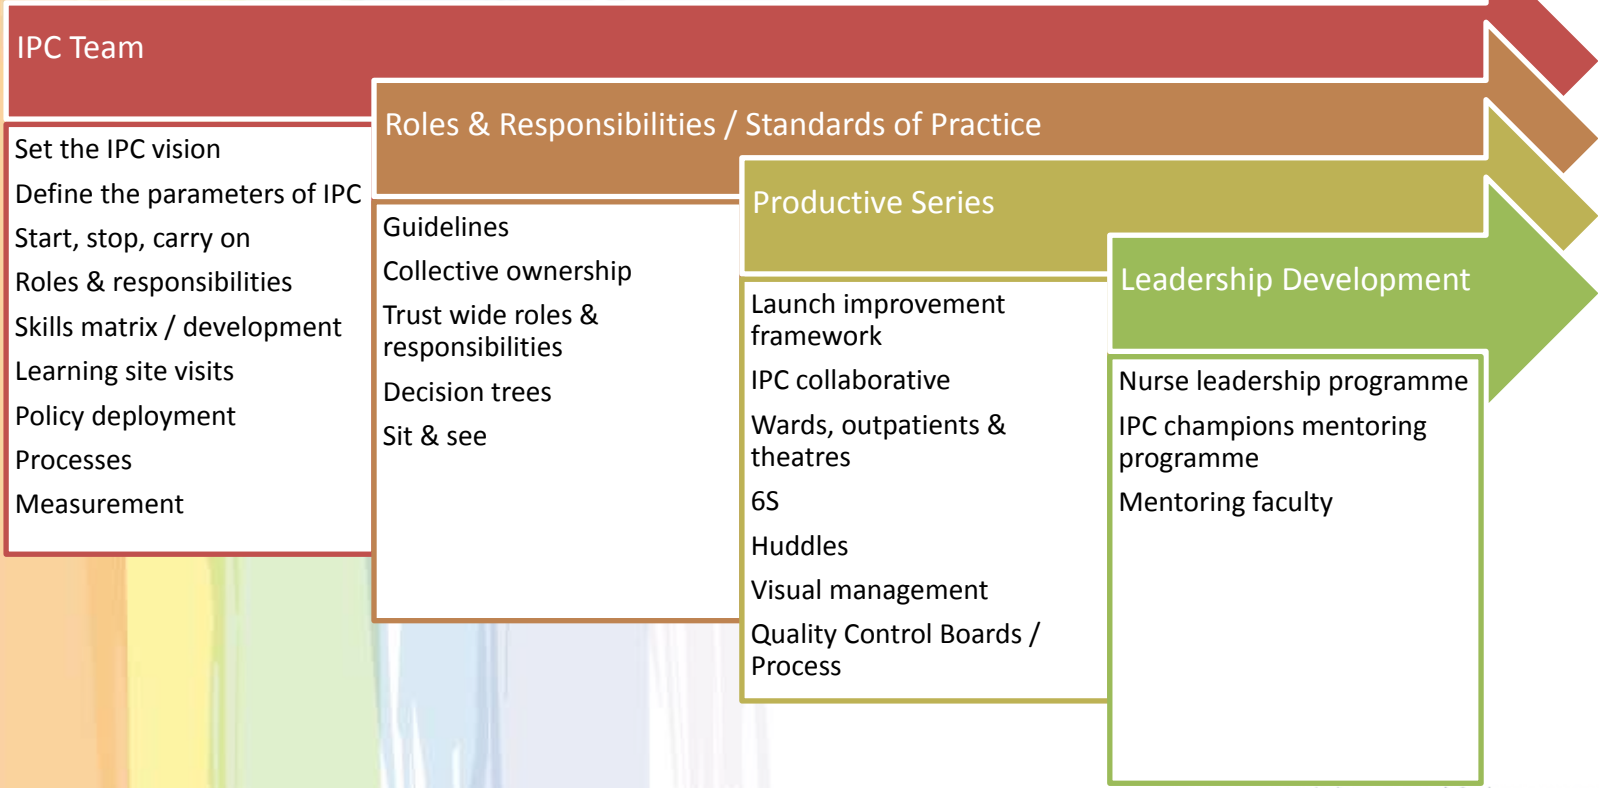 IPC Team
Set the IPC vision
Define the parameters of IPC
Start, stop, carry on
Roles & responsibilities
Skills matrix / development
Learning site visits
Policy deployment
Processes
Measurement
Roles & Responsibilities / Standards of Practice
Guidelines
Collective ownership
Trust wide roles &
responsibilities
Decision trees
Sit & see
Productive Series
Launch improvement
framework
IPC collaborative
Wards, outpatients &
theatres
6S
Huddles
Visual management
Quality Control Boards /
Process
Leadership Development
Nurse leadership programme
IPC champions mentoring
programme
Mentoring faculty